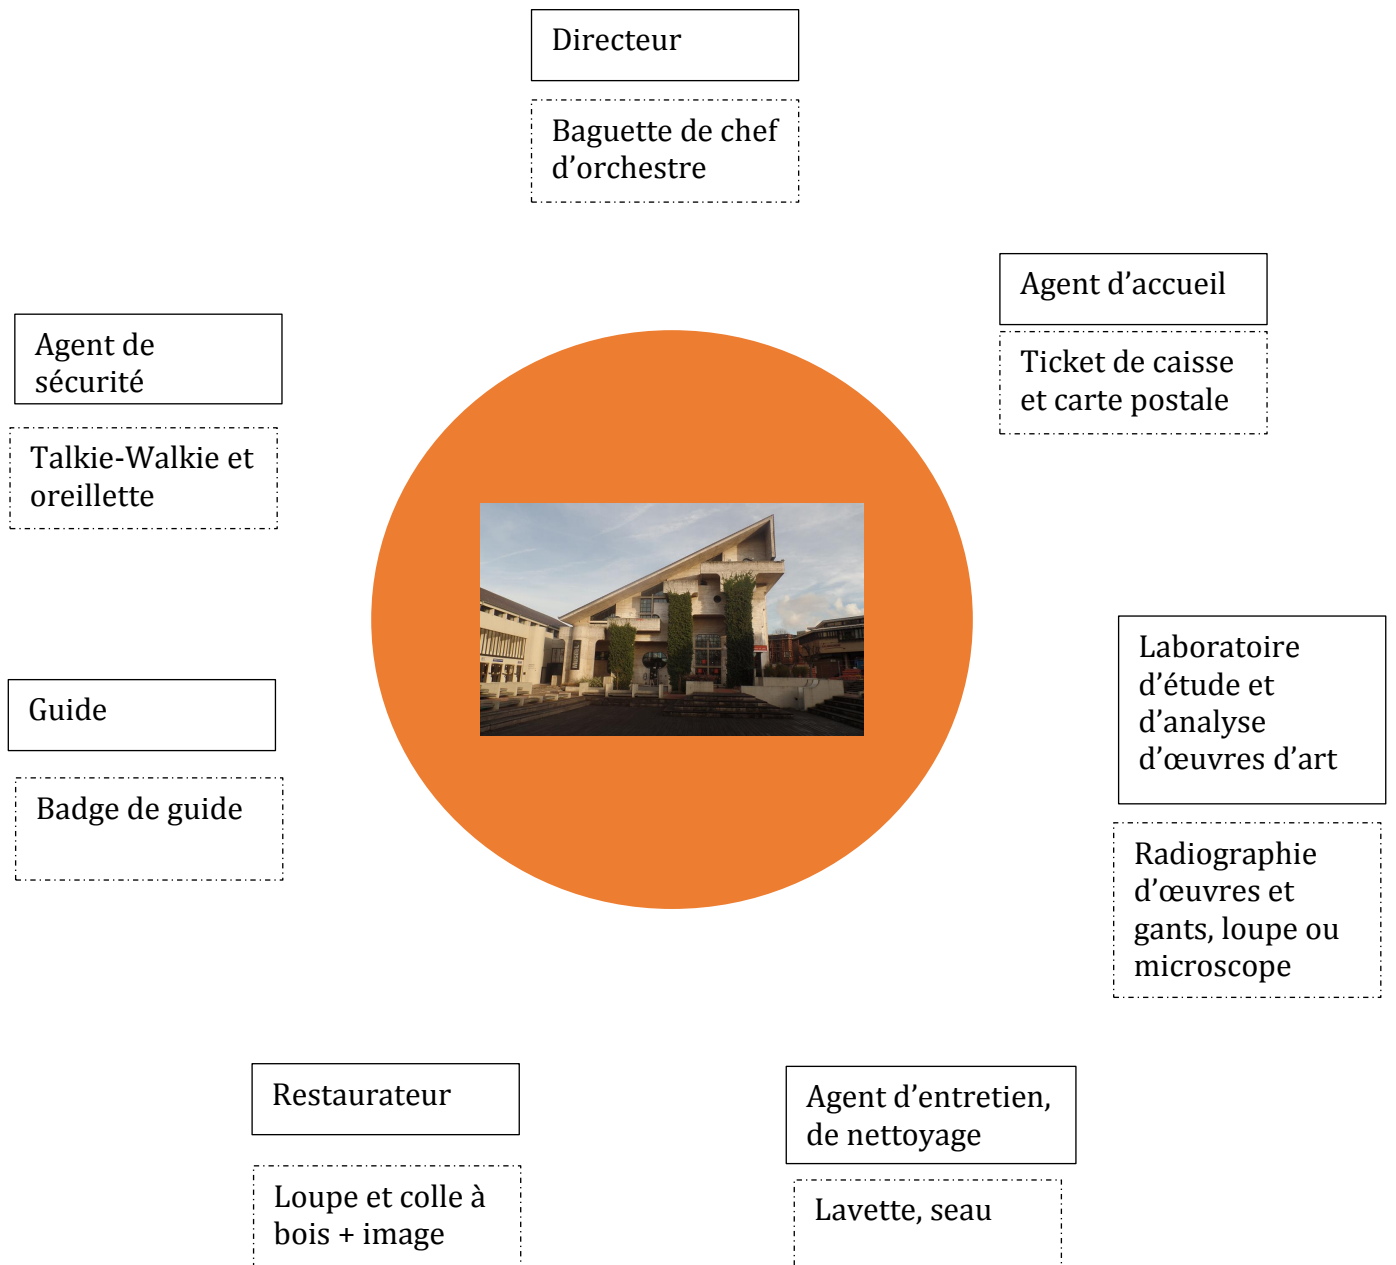 Directeur
Baguette de chef
d’orchestre
Agent d’accueil
Ticket de caisse
et carte postale
Agent de
sécurité
Talkie-Walkie et
oreillette
Laboratoire
d’étude et
d’analyse
d’œuvres d’art
Radiographie
d’œuvres et
gants, loupe ou
microscope
Guide
Badge de guide
Restaurateur
Loupe et colle à
bois + image
Agent d’entretien,
de nettoyage
Lavette, seau